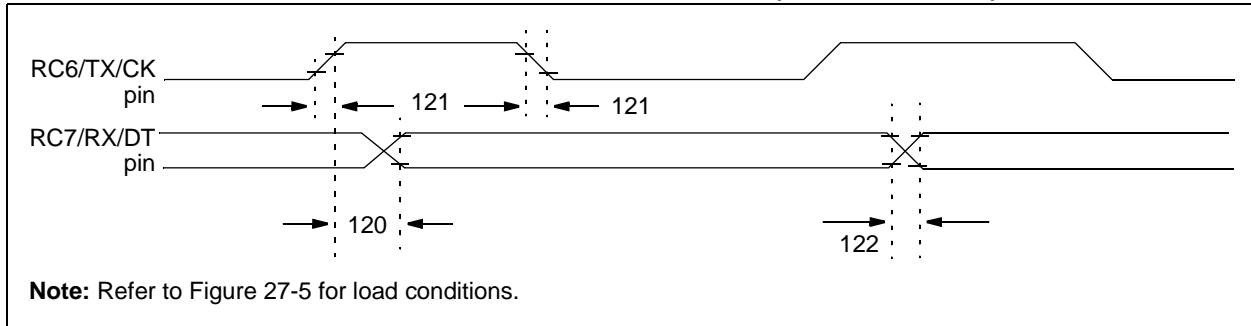 RC6/TX/CK
pin
121
121
RC7/RX/DT
pin
120
122
Note: Refer to Figure 27-5 for load conditions.